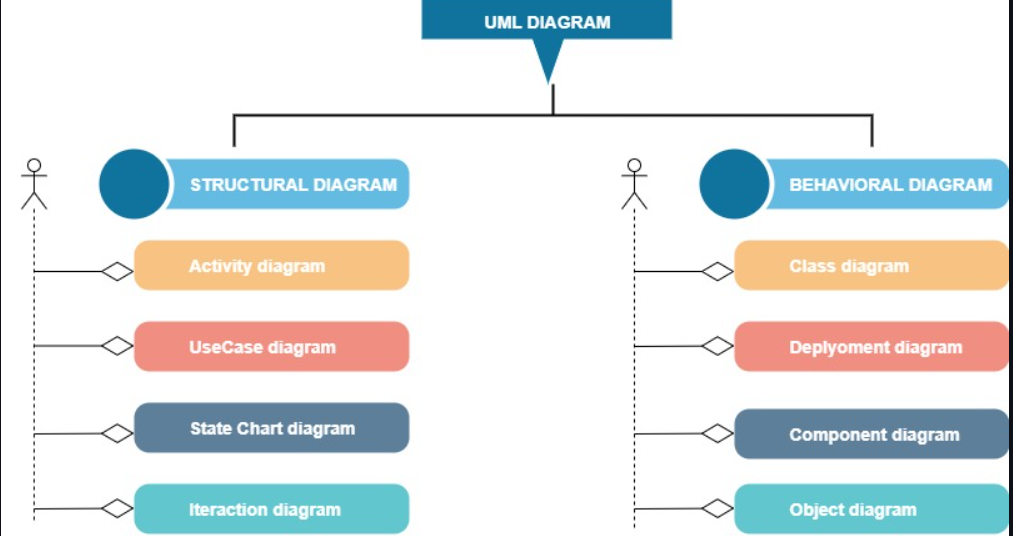 UML DIAGRAM
STRUCTURAL DIAGRAM
Activity diagram
UseCase diagram
State Chart diagram
Iteraction diagram
BEHAVIORAL DIAGRAM
Class diagram
Deplyoment diagram
Component diagram
Object diagram